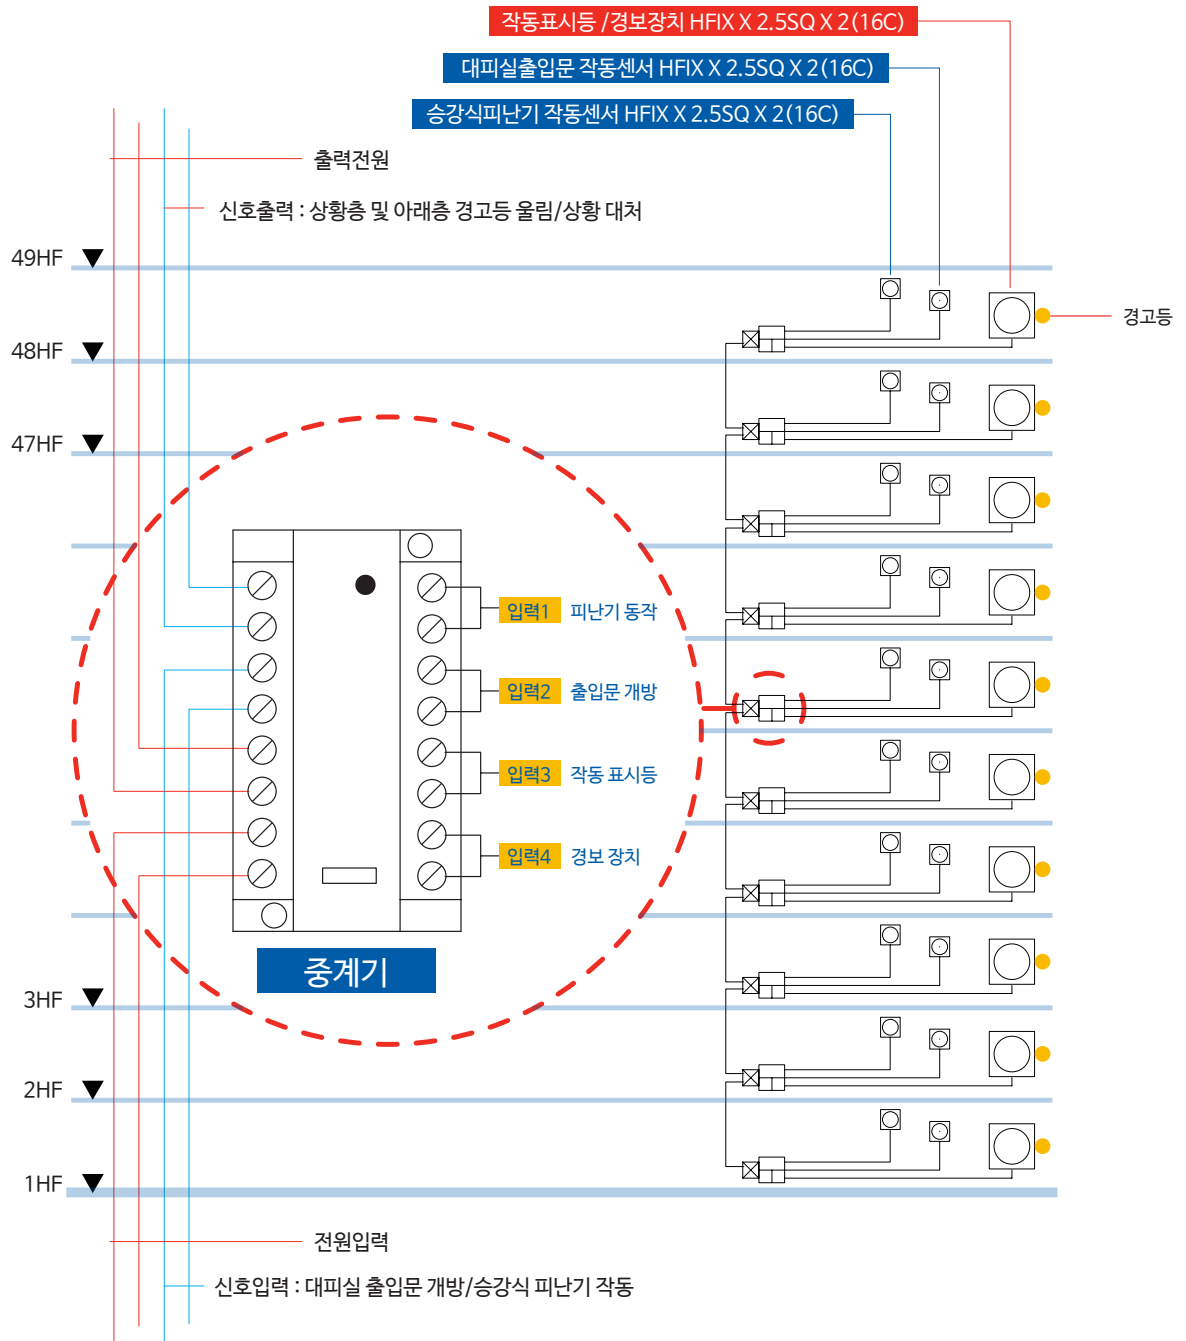 작동표시등 /경보장치 HFIX X 2.5SQ X 2(16C)
대피실출입문 작동센서 HFIX X 2.5SQ X 2(16C)
승강식피난기 작동센서 HFIX X 2.5SQ X 2(16C)
출력전원
신호출력 : 상황층 및 아래층 경고등 울림/상황 대처
49HF
경고등
48HF
47HF
입력1 피난기 동작
입력2 출입문 개방
입력3 작동 표시등
입력4 경보 장치
중계기
3HF
2HF
1HF
전원입력
신호입력 : 대피실 출입문 개방/승강식 피난기 작동